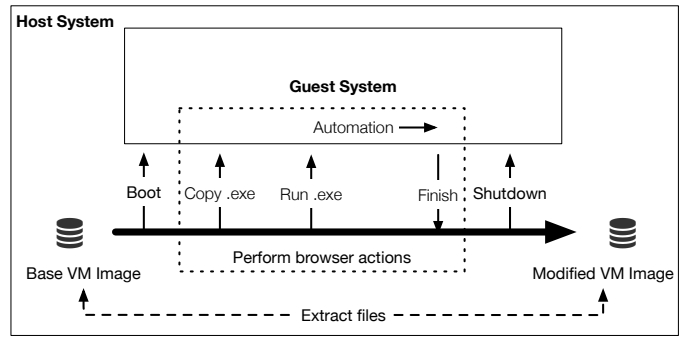 Host System
Guest System
Automation
Boot
Copy .exe
Run .exe
Finish
Shutdown
Perform browser actions
Base VM Image
Modified VM Image
Extract files